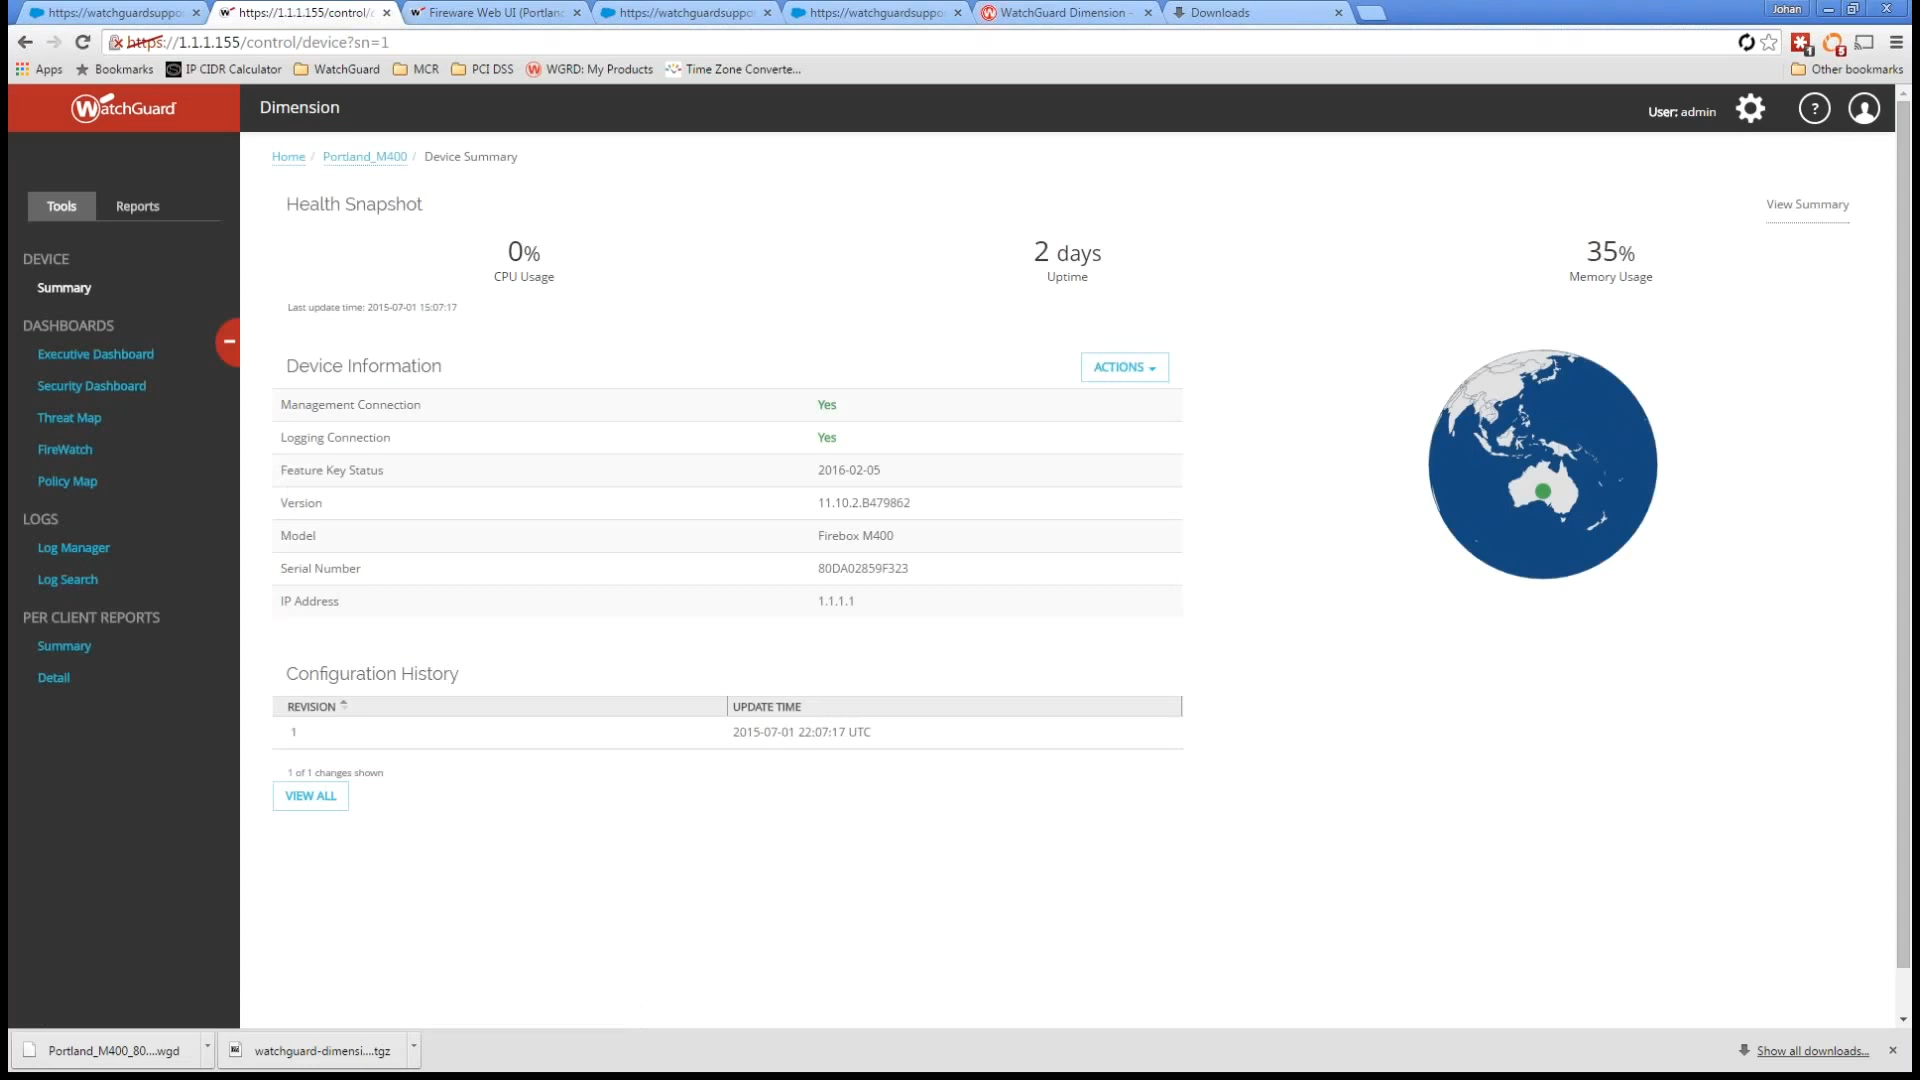 https://watchguardsuppo
https://1.1.1.155/control/c
Fireware Web UI (Portlan
https://watchguardsuppo
https://watchguardsuppo
WatchGuard Dimension -
Downloads
Johan
https://1.1.1.155/control/device?sn=1
Apps
Bookmarks
IP CIDR Calculator
WatchGuard
MCR
PCI DSS
WGRD: My Products
Time Zone Converte...
Other bookmarks
WatchGuard
Dimension
User: admin
?
Home / Portland_M400 / Device Summary
Tools
Reports
DEVICE
Summary
DASHBOARDS
Executive Dashboard
Security Dashboard
Threat Map
FireWatch
Policy Map
LOGS
Log Manager
Log Search
PER CLIENT REPORTS
Summary
Detail
Health Snapshot
View Summary
0%
CPU Usage
2 days
Uptime
35%
Memory Usage
Last update time: 2015-07-01 15:07:17
Device Information
ACTIONS
Management Connection Yes
Logging Connection Yes
Feature Key Status 2016-02-05
Version 11.10.2.B479862
Model Firebox M400
Serial Number 80DA02859F323
IP Address 1.1.1.1
Configuration History
REVISION UPDATE TIME
1 2015-07-01 22:07:17 UTC
1 of 1 changes shown
VIEW ALL
Portland_M400_80....wgd
watchguard-dimensi....tgz
Show all downloads...